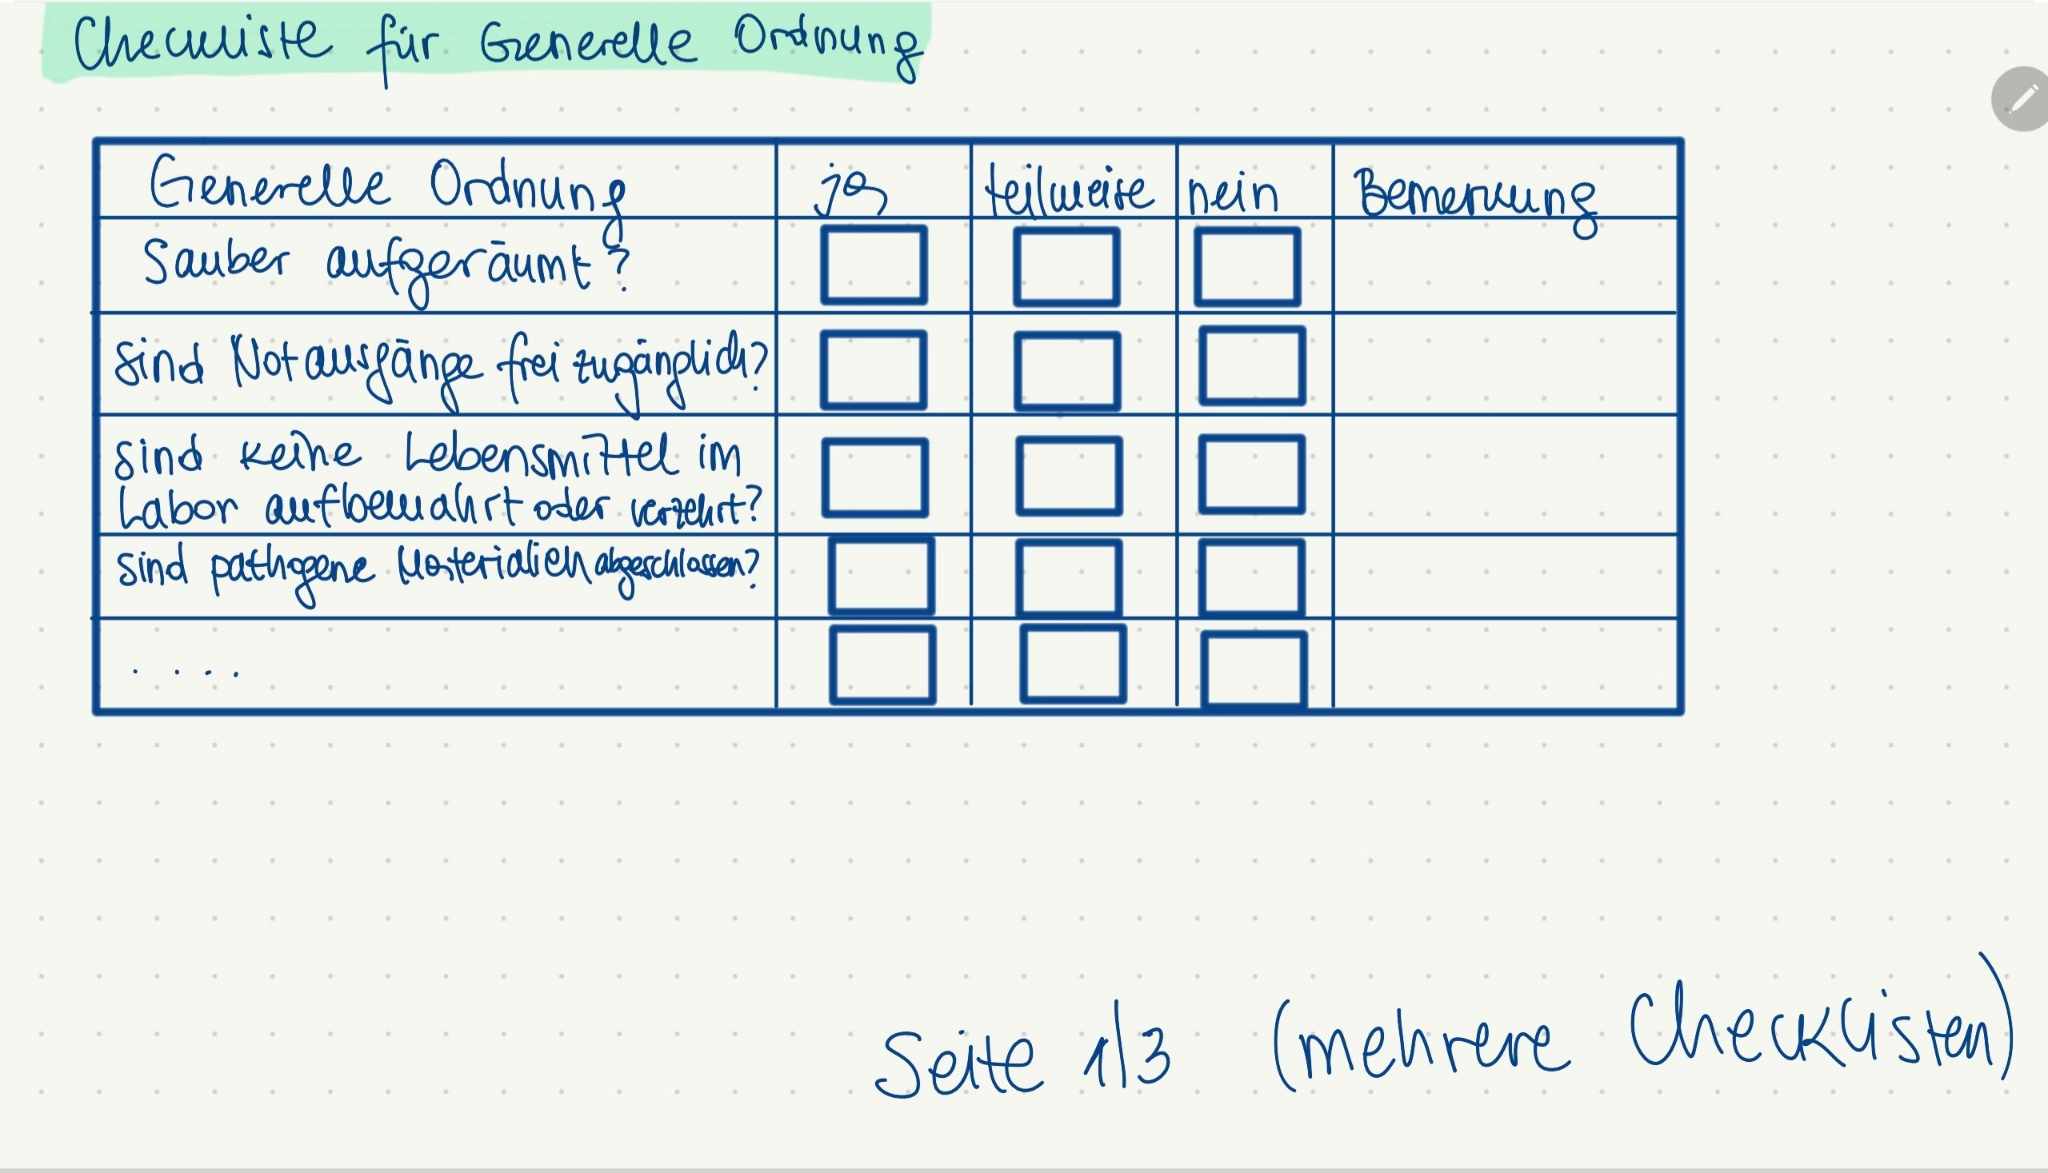 Checkliste für Generelle Ordnung
Generelle Ordnung ja teilweise nein Bemerkung
Sauber aufgeräumt?
Sind Notausgänge frei zugänglich?
Sind keine Lebensmittel im
Labor aufbewahrt oder verzehrt?
Sind pathogene Materialien abgeschlossen?
....
Seite 1/3 (mehrere Checklisten)